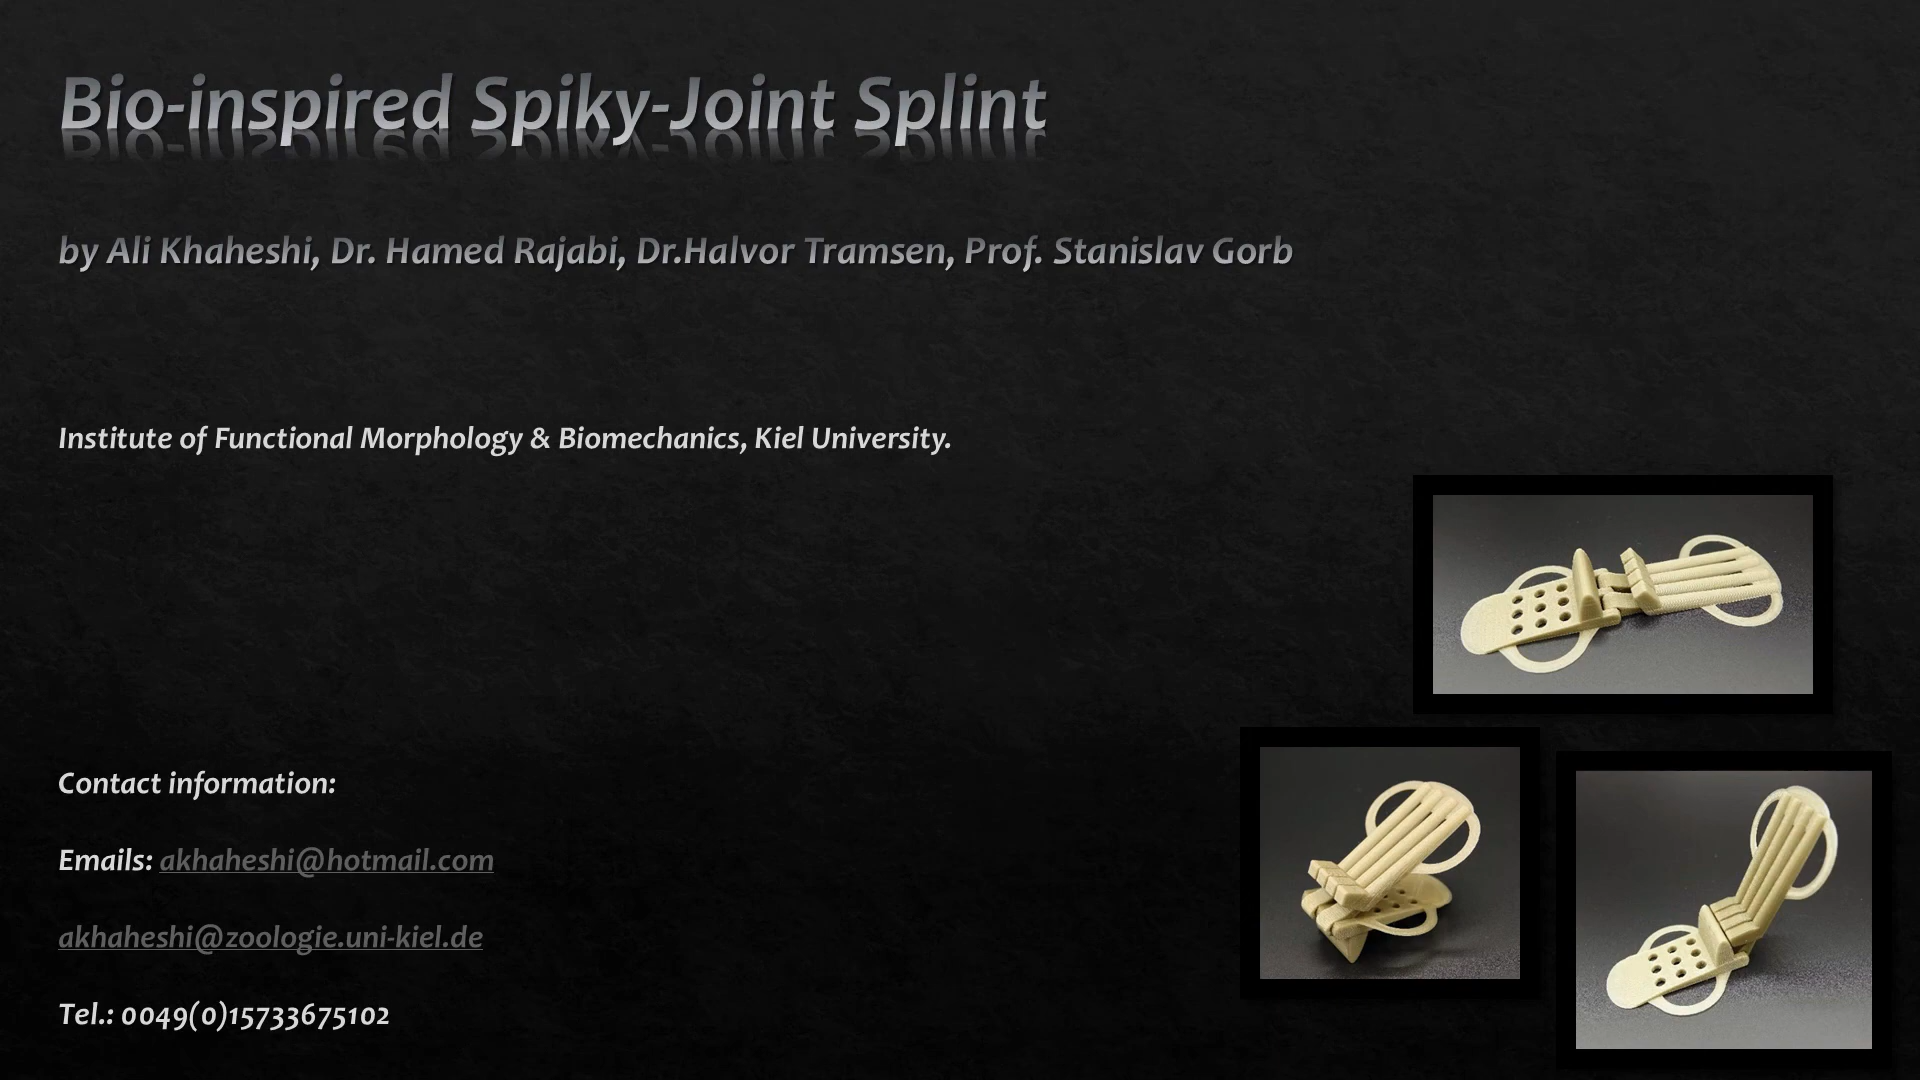 Bio-inspired Spiky-Joint Splint
by Ali Khaheshi, Dr. Hamed Rajabi, Dr.Halvor Tramsen, Prof. Stanislav Gorb
Institute of Functional Morphology & Biomechanics, Kiel University.
Contact information:
Emails: akhaheshi@hotmail.com
akhaheshi@zoologie.uni-kiel.de
Tel.: 0049(0)15733675102